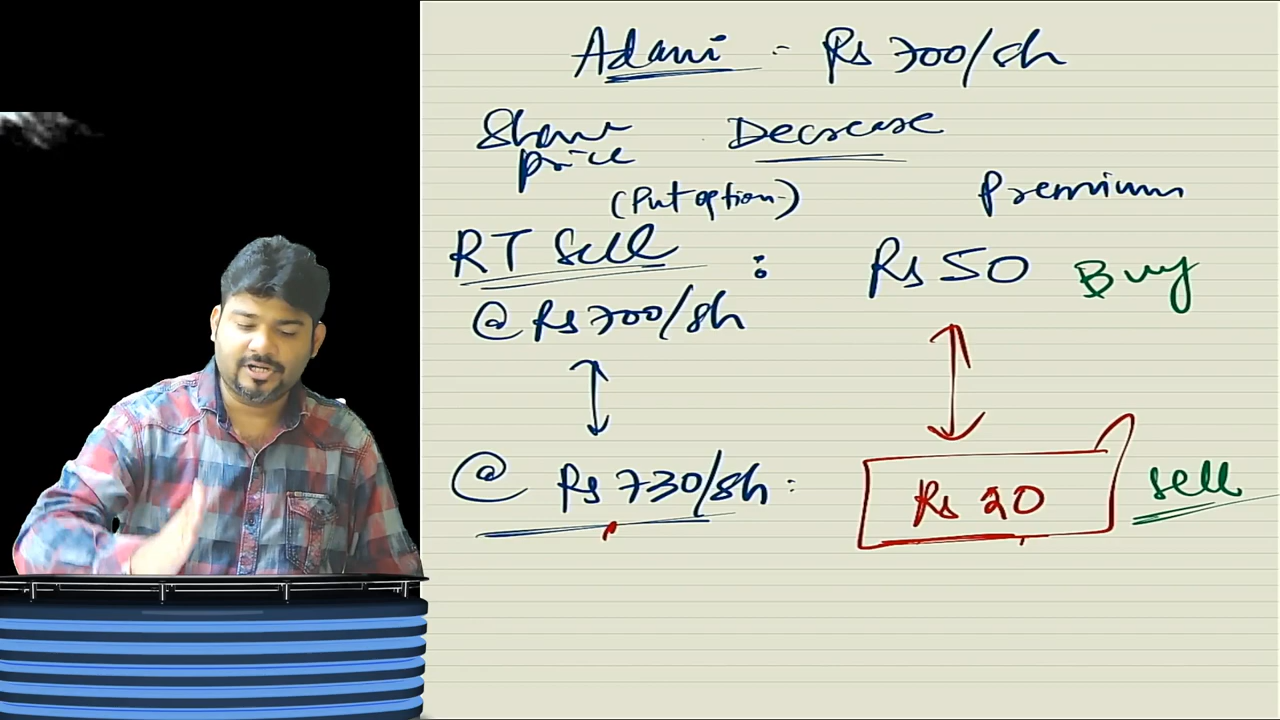 Adani - Rs 700/sh
Share price Decrease
(Put option) Premium
RT Sell : Rs 50 Buy
@ Rs 700/sh
@ Rs 730/sh : Rs 20 sell